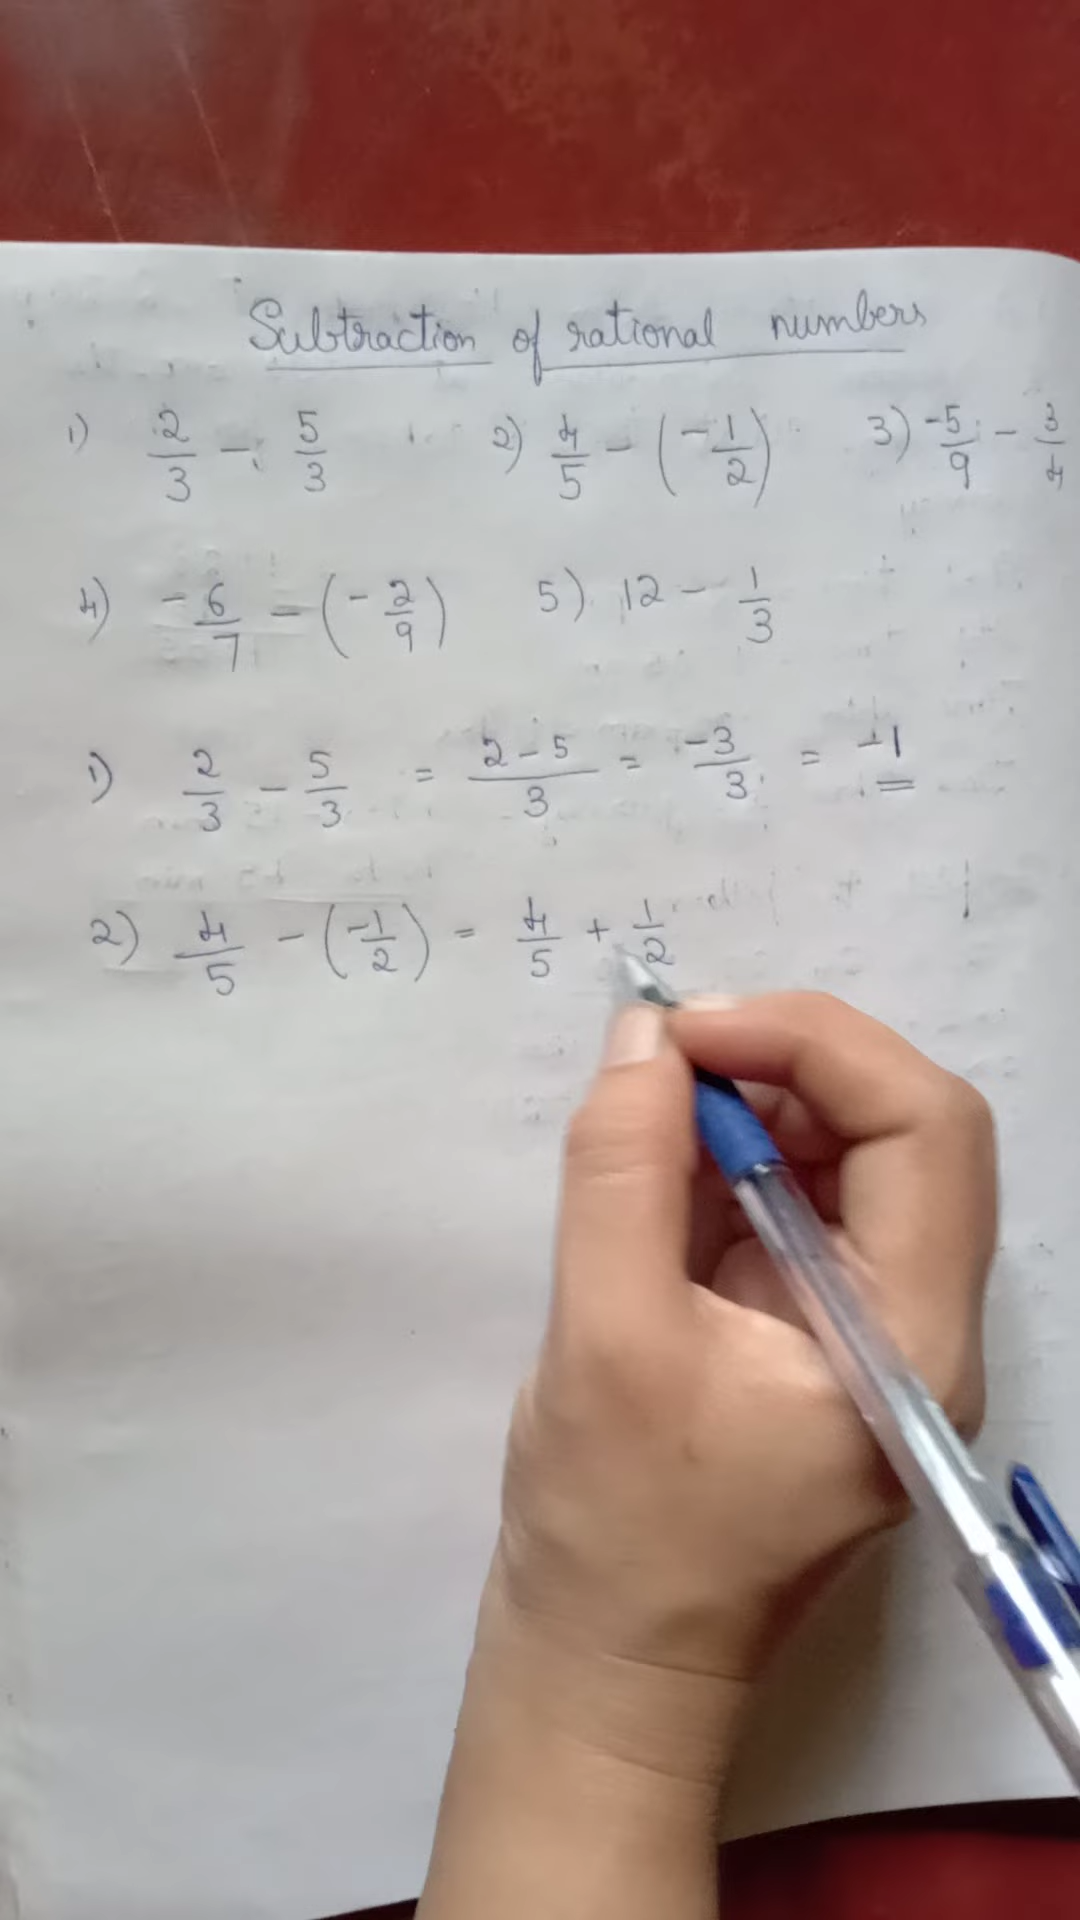 Subtraction of rational numbers
1) 2/3 - 5/3 2) 4/5 - (-1/2) 3) -5/9 - 3/4
4) -6/7 - (-2/9) 5) 12 - 1/3
1) 2/3 - 5/3 = 2-5/3 = -3/3 = -1
2) 4/5 - (-1/2) = 4/5 + 1/2